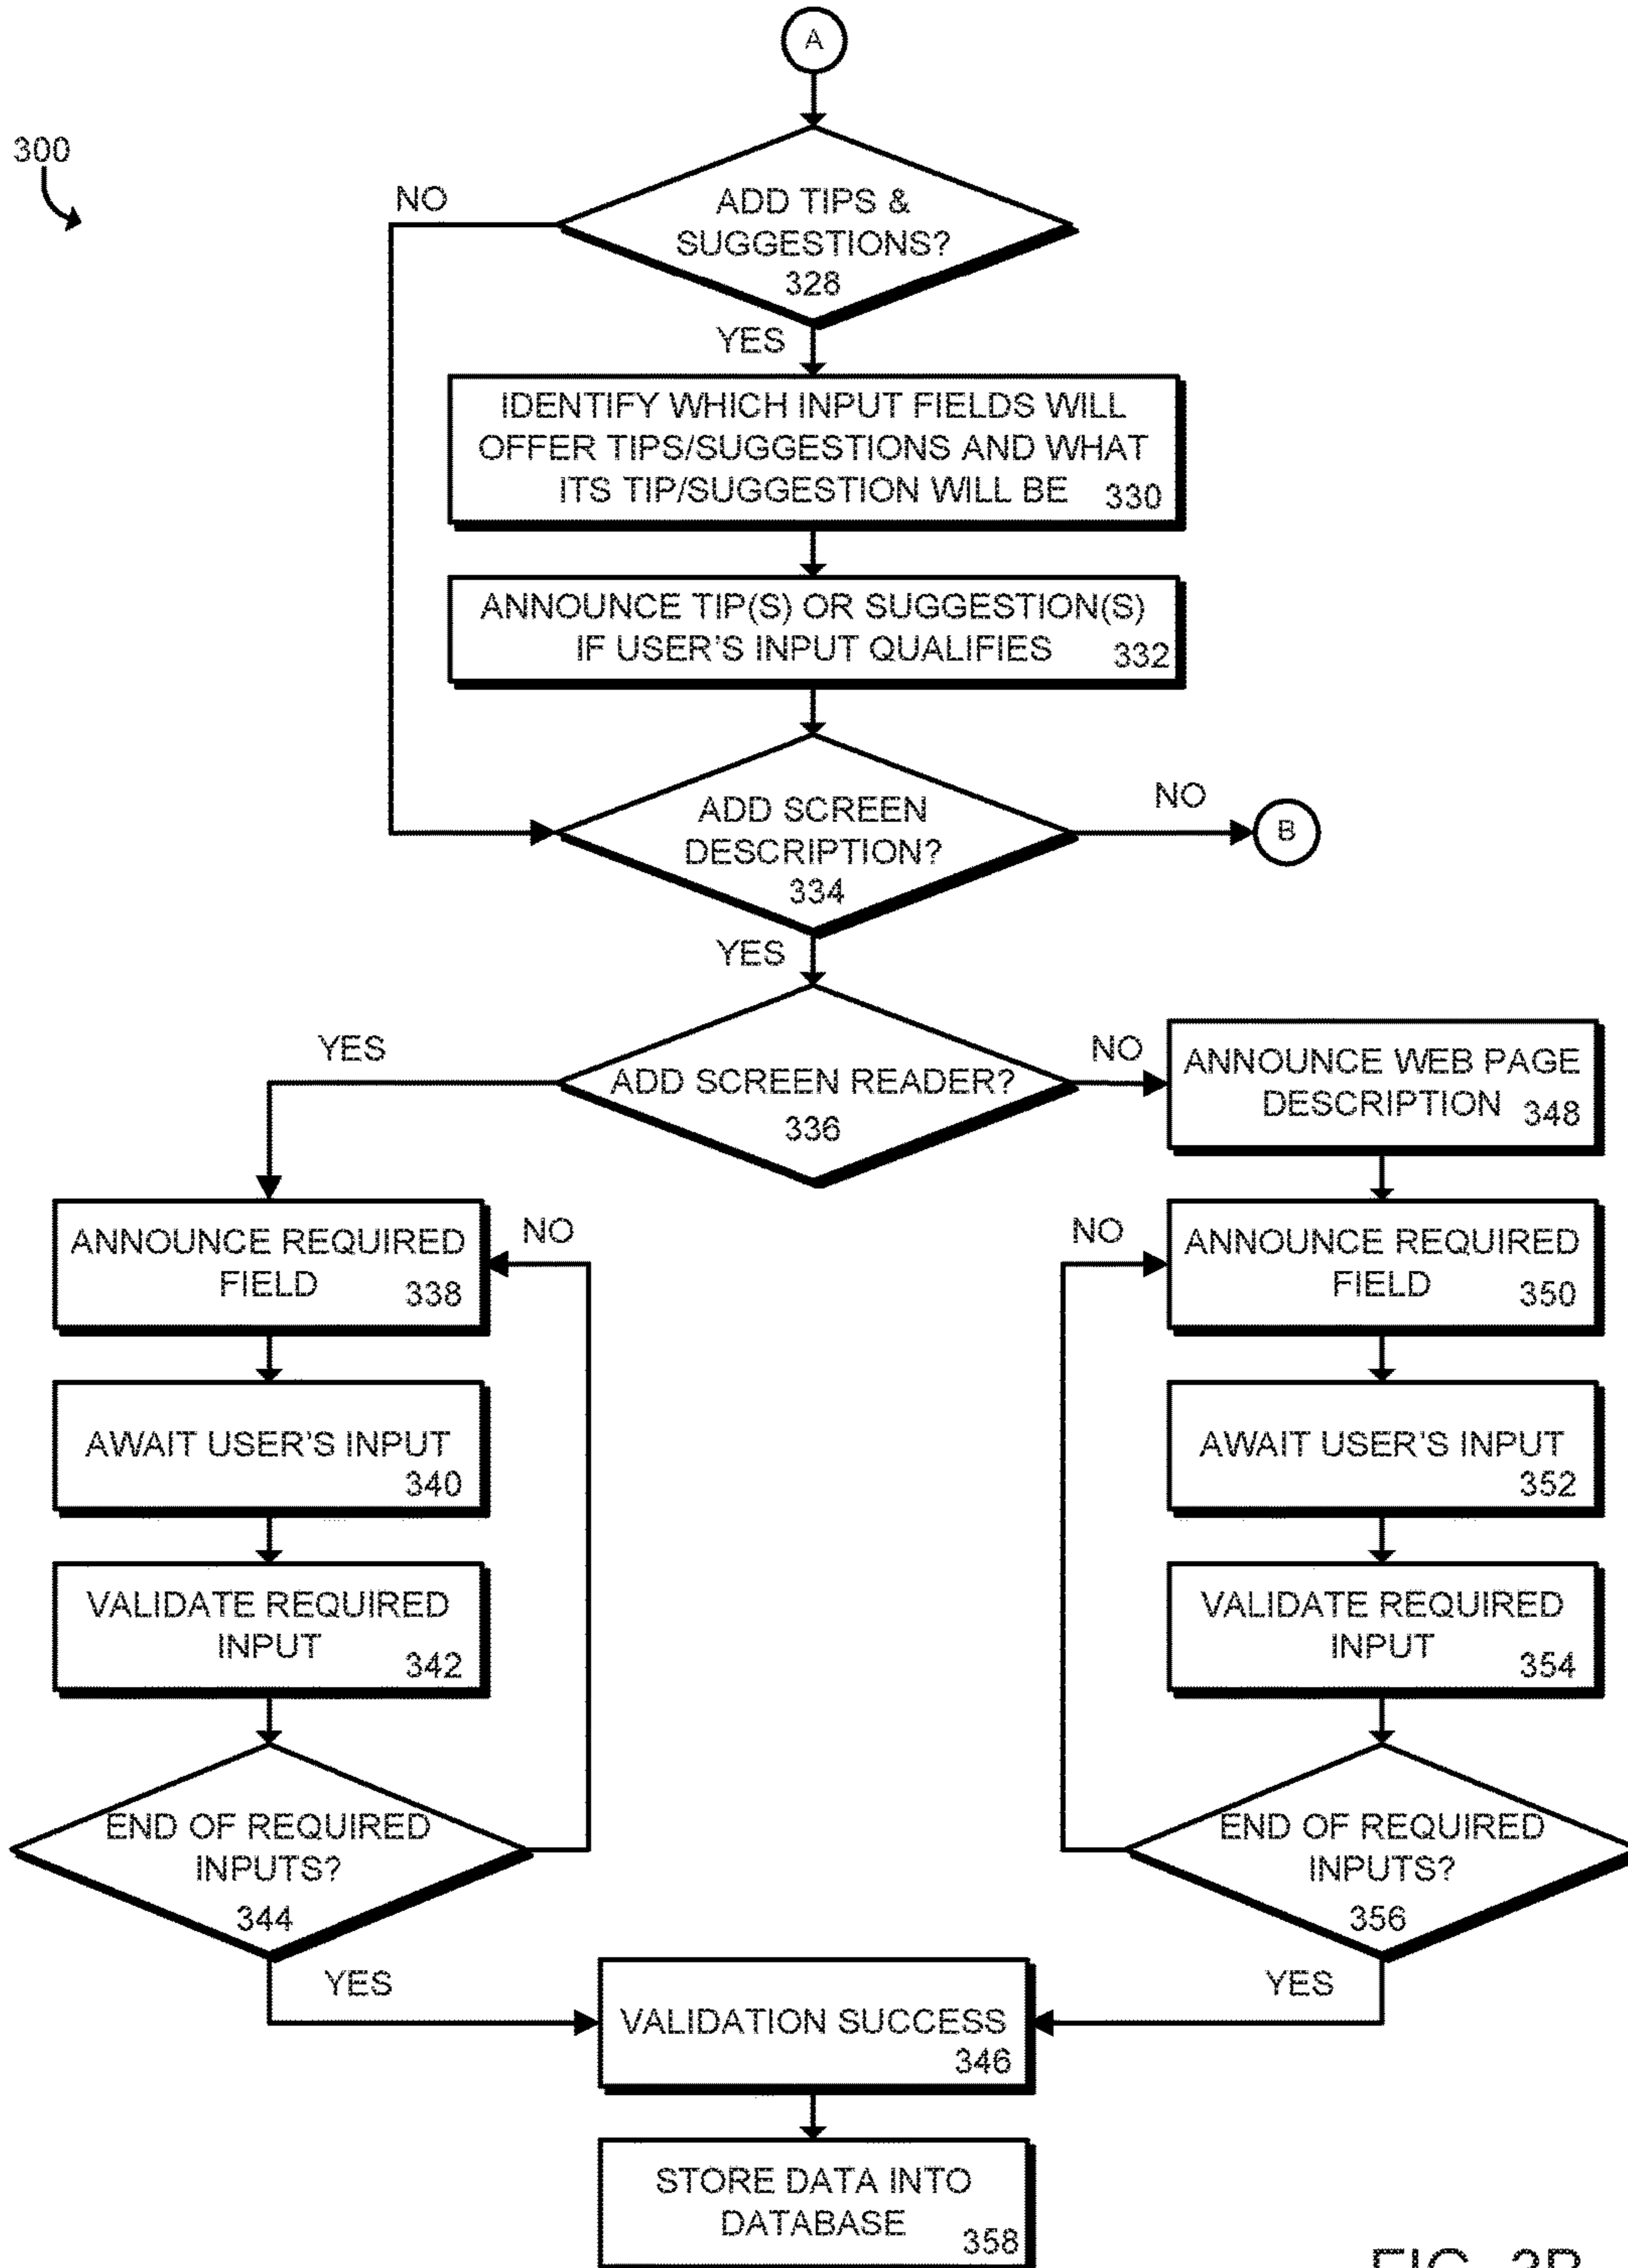 A
300
NO
ADD TIPS &
SUGGESTIONS?
328
YES
IDENTIFY WHICH INPUT FIELDS WILL
OFFER TIPS/SUGGESTIONS AND WHAT
ITS TIP/SUGGESTION WILL BE 330
ANNOUNCE TIP(S) OR SUGGESTION(S)
IF USER'S INPUT QUALIFIES 332
ADD SCREEN
DESCRIPTION?
334
NO
B
YES
ADD SCREEN READER?
336
YES
NO
ANNOUNCE WEB PAGE
DESCRIPTION 348
ANNOUNCE REQUIRED
FIELD 338
NO
AWAIT USER'S INPUT
340
VALIDATE REQUIRED
INPUT 342
END OF REQUIRED
INPUTS?
344
YES
NO
ANNOUNCE REQUIRED
FIELD 350
AWAIT USER'S INPUT
352
VALIDATE REQUIRED
INPUT 354
END OF REQUIRED
INPUTS?
356
YES
VALIDATION SUCCESS
346
STORE DATA INTO
DATABASE 358
FIG. 3B